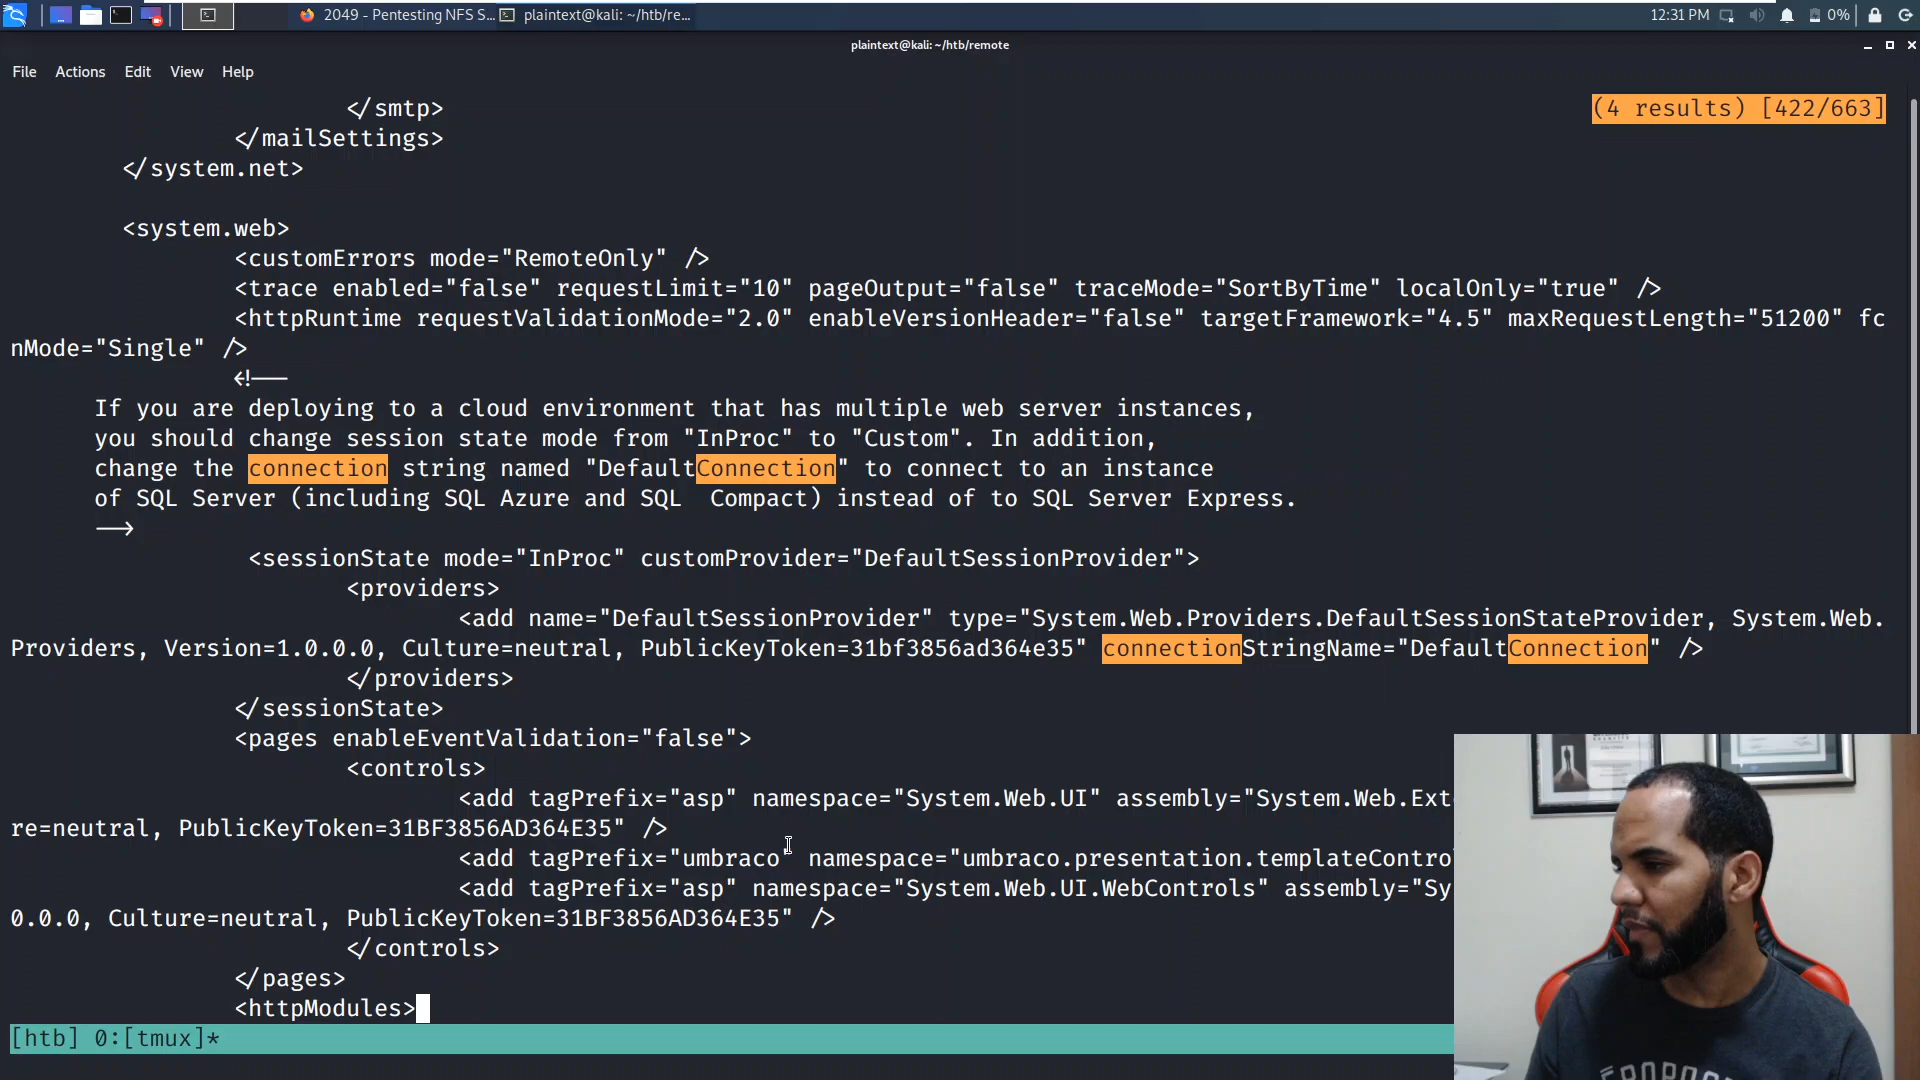 2049 - Pentesting NFS S... plaintext@kali: ~/htb/re... 12:31 PM 0%
plaintext@kali: ~/htb/remote
File Actions Edit View Help
</smtp> (4 results) [422/663]
</mailSettings>
</system.net>
<system.web>
<customErrors mode="RemoteOnly" />
<trace enabled="false" requestLimit="10" pageOutput="false" traceMode="SortByTime" localOnly="true" />
<httpRuntime requestValidationMode="2.0" enableVersionHeader="false" targetFramework="4.5" maxRequestLength="51200" fc
nMode="Single" />
<!--
If you are deploying to a cloud environment that has multiple web server instances,
you should change session state mode from "InProc" to "Custom". In addition,
change the connection string named "DefaultConnection" to connect to an instance
of SQL Server (including SQL Azure and SQL  Compact) instead of to SQL Server Express.
-->
<sessionState mode="InProc" customProvider="DefaultSessionProvider">
<providers>
<add name="DefaultSessionProvider" type="System.Web.Providers.DefaultSessionStateProvider, System.Web.
Providers, Version=1.0.0.0, Culture=neutral, PublicKeyToken=31bf3856ad364e35" connectionStringName="DefaultConnection" />
</providers>
</sessionState>
<pages enableEventValidation="false">
<controls>
<add tagPrefix="asp" namespace="System.Web.UI" assembly="System.Web.Ext
re=neutral, PublicKeyToken=31BF3856AD364E35" />
<add tagPrefix="umbraco" namespace="umbraco.presentation.templateContro
<add tagPrefix="asp" namespace="System.Web.UI.WebControls" assembly="Sy
0.0.0, Culture=neutral, PublicKeyToken=31BF3856AD364E35" />
</controls>
</pages>
<httpModules>
[htb] 0:[tmux]*